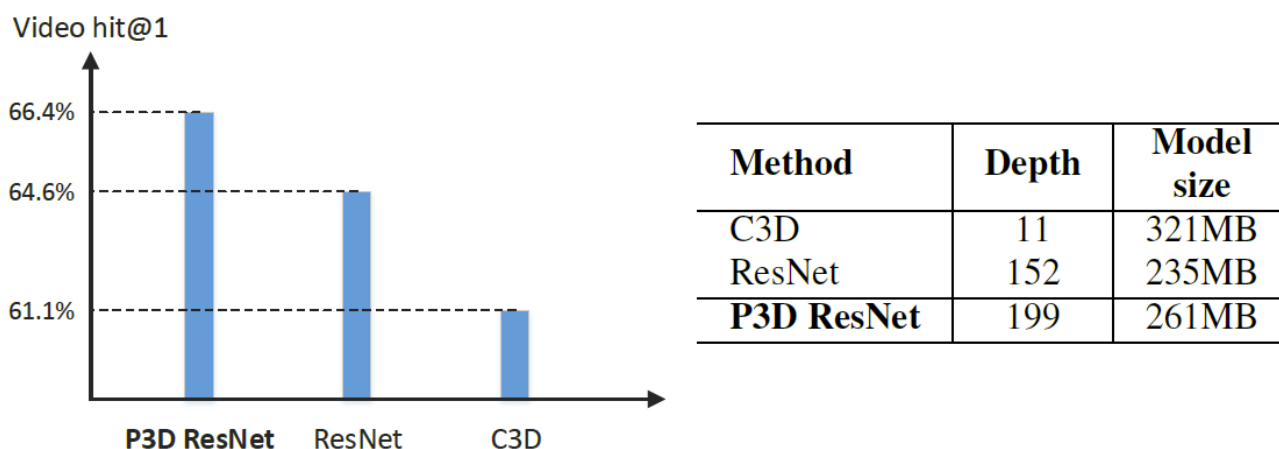 Video hit@1
66.4%
64.6%
61.1%
P3D ResNet ResNet C3D
Method Depth Model size
C3D 11 321MB
ResNet 152 235MB
P3D ResNet 199 261MB